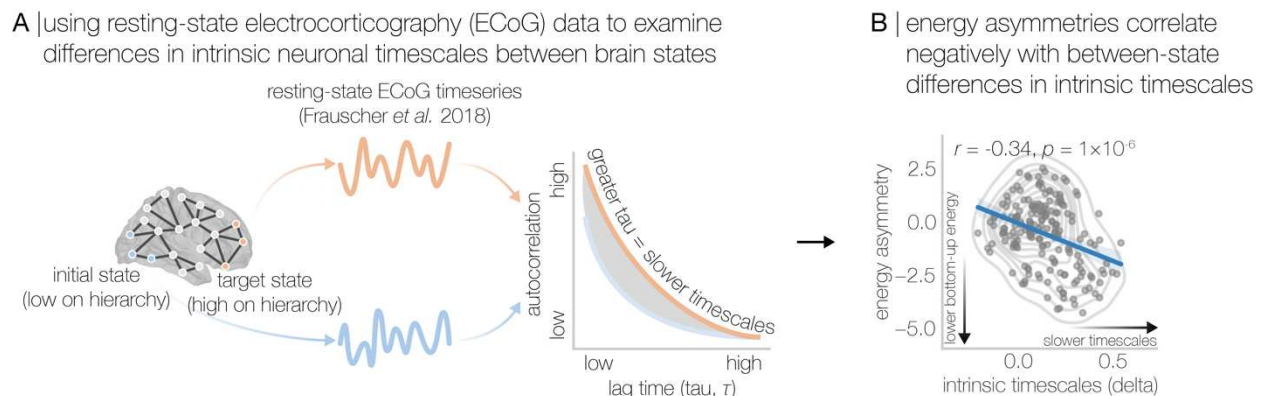 A | using resting-state electrocorticography (ECoG) data to examine
differences in intrinsic neuronal timescales between brain states
resting-state ECoG timeseries
(Frauscher et al. 2018)
initial state
(low on hierarchy)
target state
(high on hierarchy)
autocorrelation
high
low
greater tau = slower timescales
low
high
lag time (tau, τ)
B | energy asymmetries correlate
negatively with between-state
differences in intrinsic timescales
r = -0.34, p = 1×10⁻⁶
energy asymmetry
2.5
0.0
−2.5
−5.0
lower bottom-up energy
slower timescales
0.0
0.5
intrinsic timescales (delta)